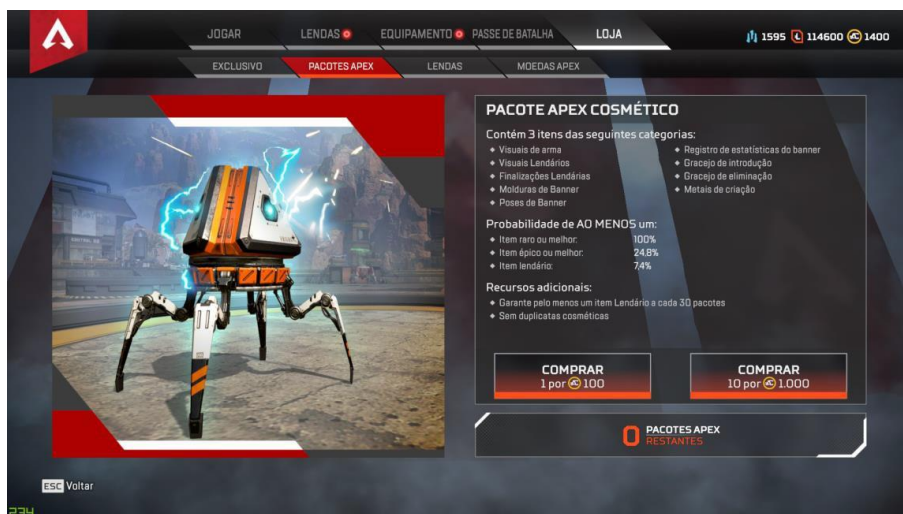 JOGAR LENDAS EQUIPAMENTO PASSE DE BATALHA LOJA 1595 114600 1400
EXCLUSIVO PACOTES APEX LENDAS MOEDAS APEX
PACOTE APEX COSMÉTICO
Contém 3 itens das seguintes categorias:
Visuais de arma
Visuais Lendários
Finalizações Lendárias
Molduras de Banner
Poses de Banner
Registro de estatísticas do banner
Gracejo de introdução
Gracejo de eliminação
Metais de criação
Probabilidade de AO MENOS um:
Item raro ou melhor: 100%
Item épico ou melhor: 24,8%
Item lendário: 7,4%
Recursos adicionais:
Garante pelo menos um item Lendário a cada 30 pacotes
Sem duplicatas cosméticas
COMPRAR
1 por 100
COMPRAR
10 por 1.000
0 PACOTES APEX
RESTANTES
ESC Voltar
234